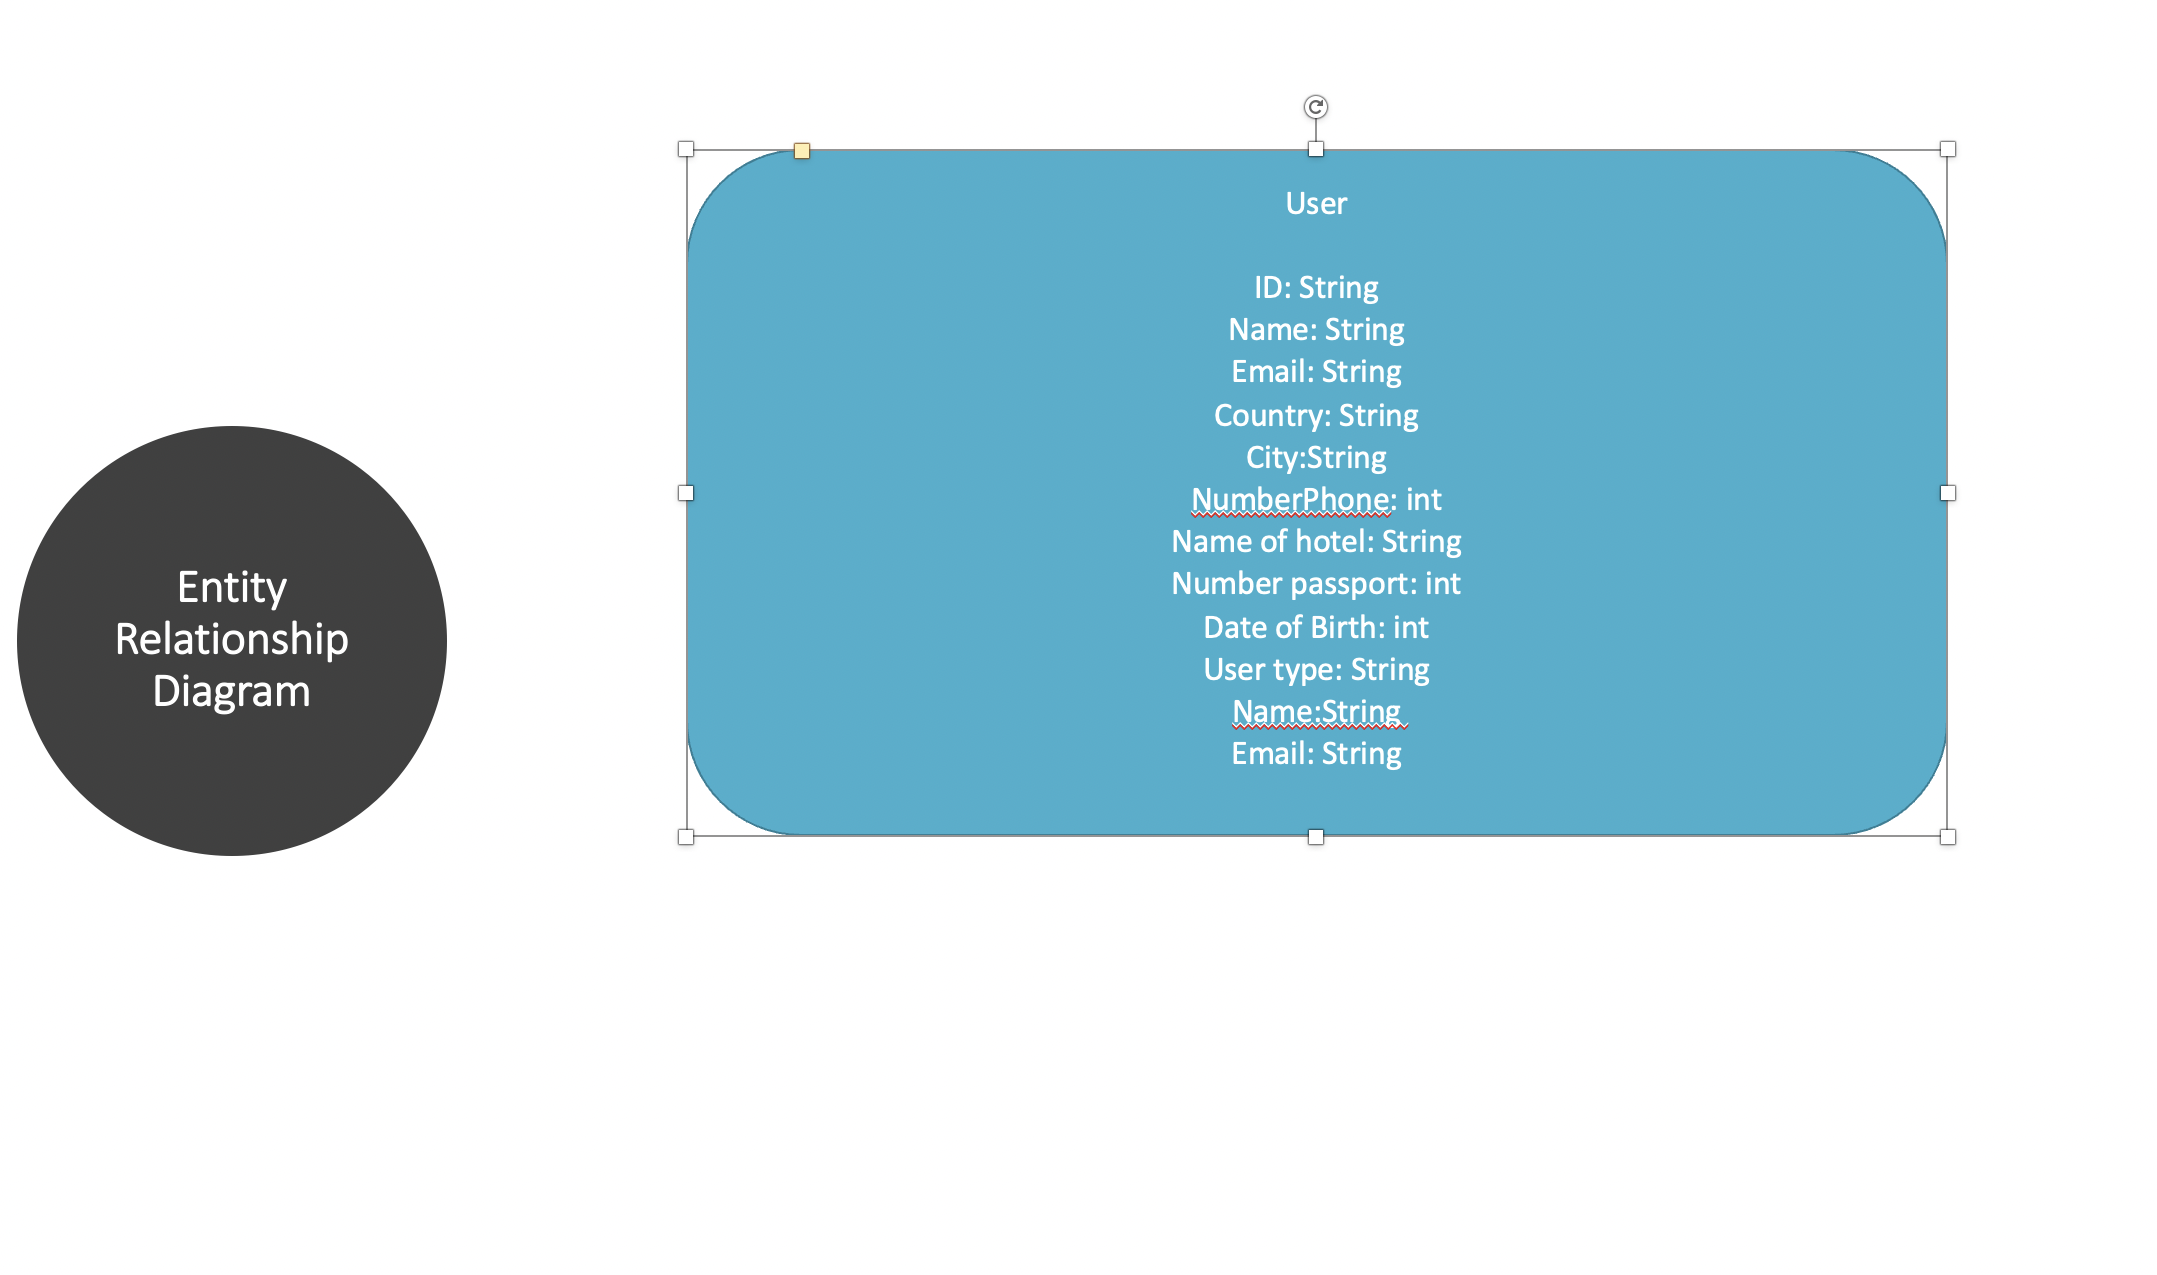 Entity
Relationship
Diagram
User
ID: String
Name: String
Email: String
Country: String
City:String
NumberPhone: int
Name of hotel: String
Number passport: int
Date of Birth: int
User type: String
Name:String
Email: String